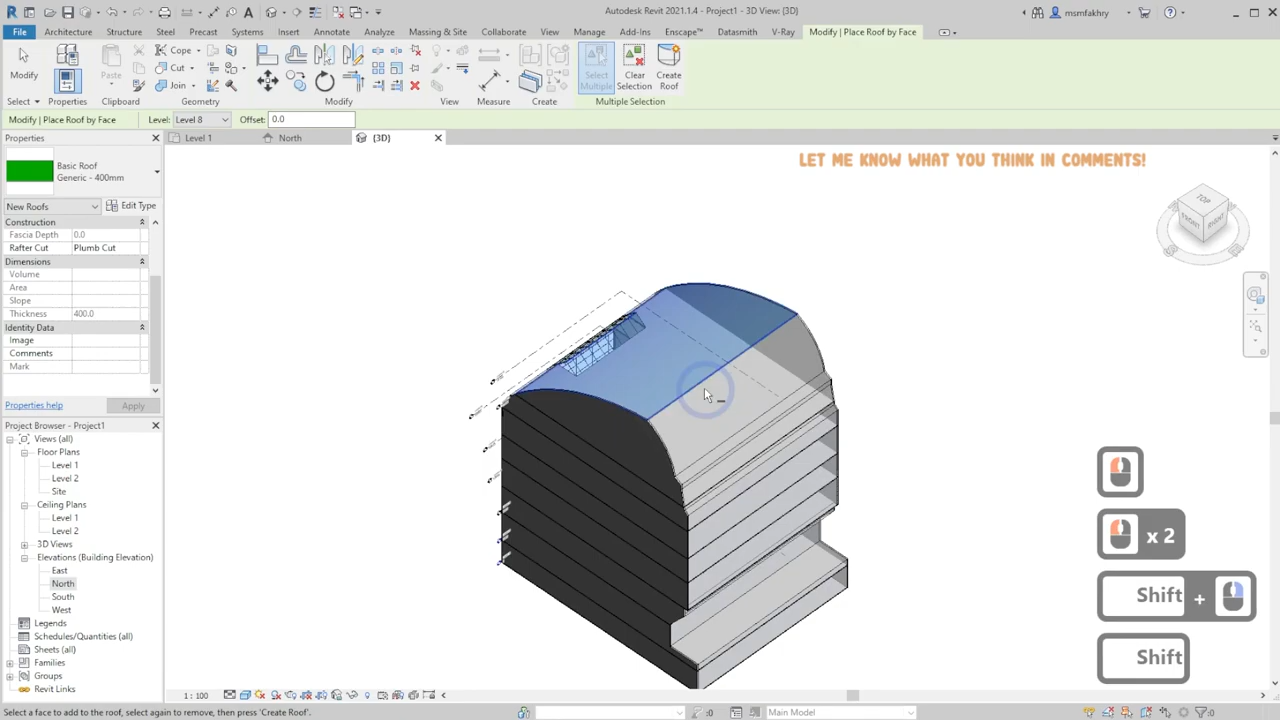 Autodesk Revit 2021.1.4 - Project1 - 3D View: {3D}
msmfakhry
File Architecture Structure Steel Precast Systems Insert Annotate Analyze Massing & Site Collaborate View Manage Add-Ins Enscape™ Datasmith V-Ray Modify | Place Roof by Face
Modify
Paste
Cope
Cut
Join
Select Multiple
Clear Selection
Create Roof
Select Properties Clipboard Geometry Modify View Measure Create Multiple Selection
Modify | Place Roof by Face Level: Level 8 Offset: 0.0
Properties
Level 1 North {3D}
Basic Roof
Generic - 400mm
New Roofs Edit Type
Construction
Fascia Depth 0.0
Rafter Cut Plumb Cut
Dimensions
Volume
Area
Slope
Thickness 400.0
Identity Data
Image
Comments
Mark
Properties help Apply
Project Browser - Project1
Views (all)
Floor Plans
Level 1
Level 2
Site
Ceiling Plans
Level 1
Level 2
3D Views
Elevations (Building Elevation)
East
North
South
West
Legends
Schedules/Quantities (all)
Sheets (all)
Families
Groups
Revit Links
LET ME KNOW WHAT YOU THINK IN COMMENTS!
TOP
FRONT RIGHT
x 2
Shift +
Shift
1 : 100
Select a face to add to the roof, select again to remove, then press 'Create Roof'. :0 Main Model :0